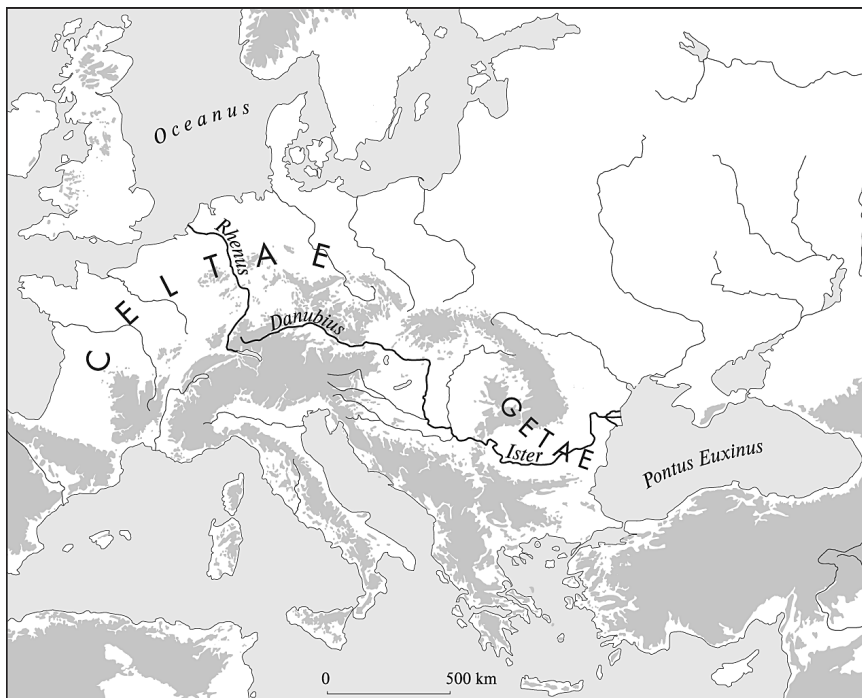 Oceanus
Rhenus
CELTAE
Danubius
GETAE
Ister
Pontus Euxinus
0 500 km